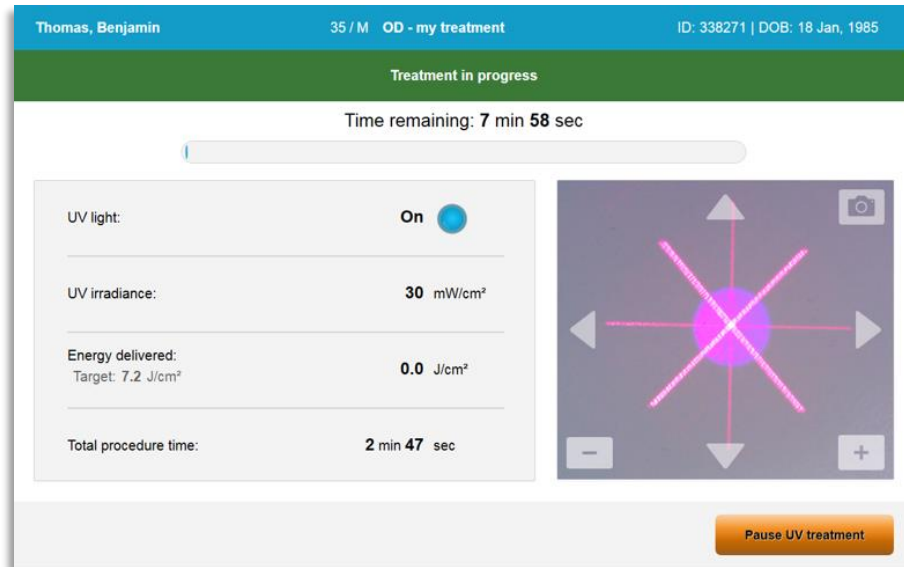 Thomas, Benjamin 35 / M OD - my treatment ID: 338271 | DOB: 18 Jan, 1985
Treatment in progress
Time remaining: 7 min 58 sec
UV light: On
UV irradiance: 30 mW/cm²
Energy delivered:
Target: 7.2 J/cm² 0.0 J/cm²
Total procedure time: 2 min 47 sec
Pause UV treatment